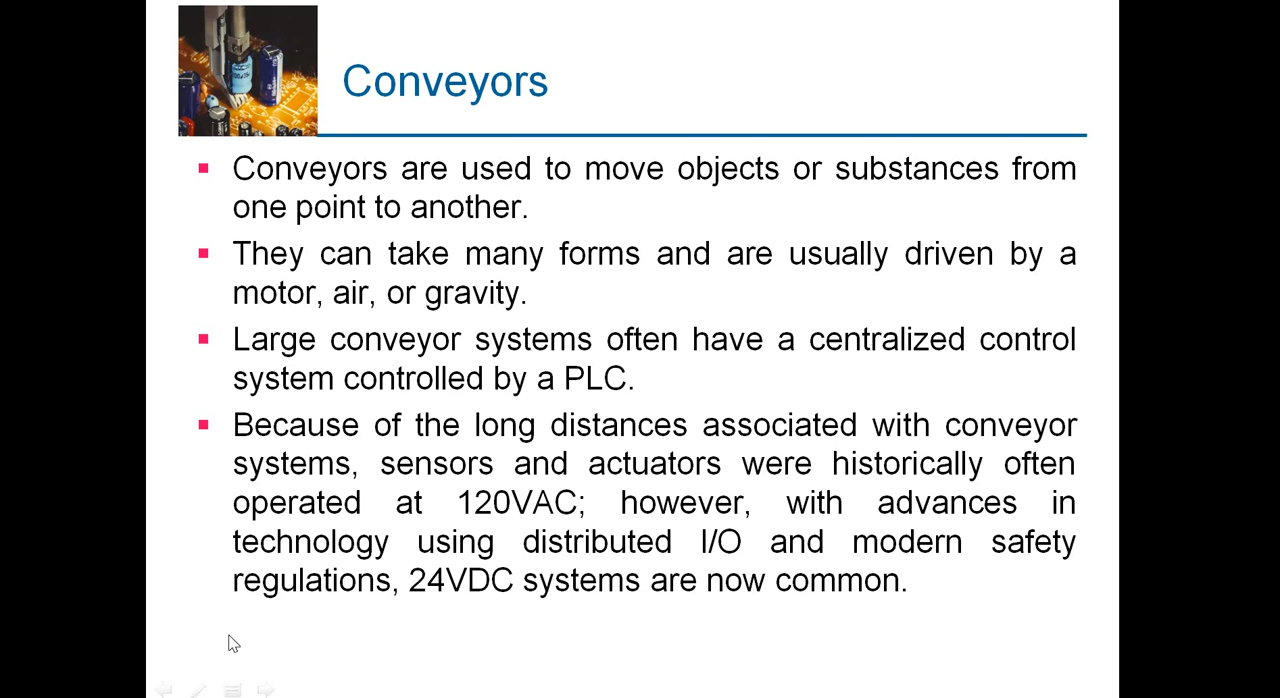 Conveyors
Conveyors are used to move objects or substances from
one point to another.
They can take many forms and are usually driven by a
motor, air, or gravity.
Large conveyor systems often have a centralized control
system controlled by a PLC.
Because of the long distances associated with conveyor
systems, sensors and actuators were historically often
operated at 120VAC; however, with advances in
technology using distributed I/O and modern safety
regulations, 24VDC systems are now common.